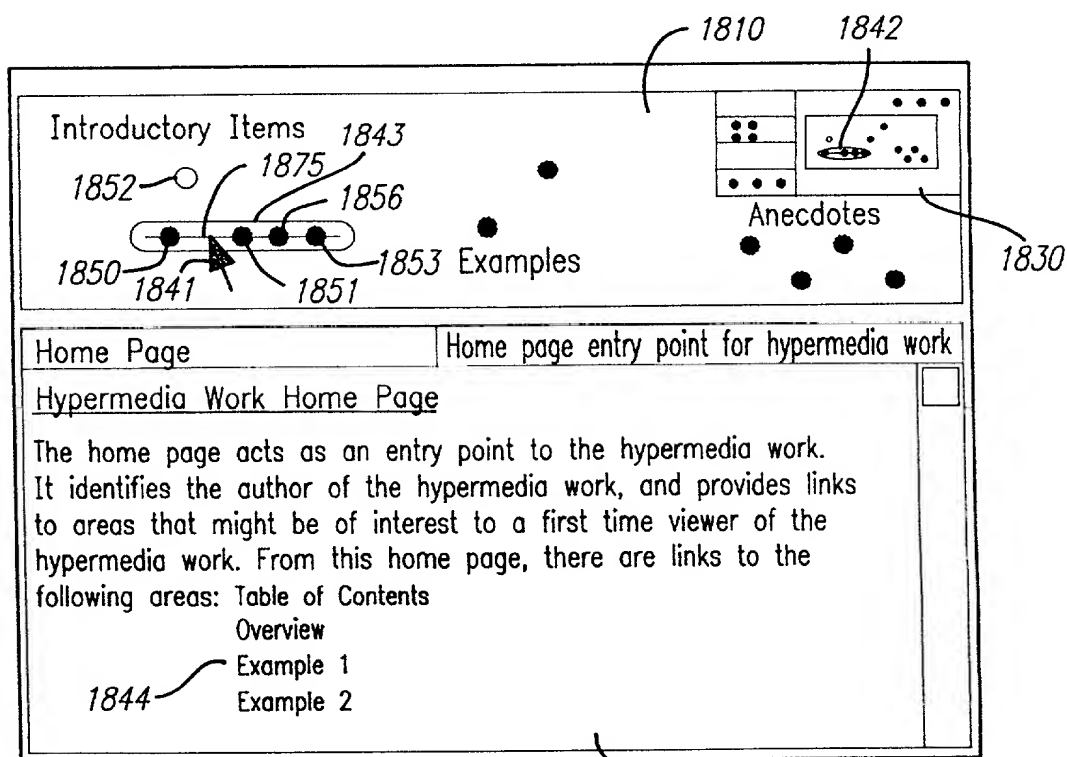 1810 1842
Introductory Items
1843
1875
1852
1856
Anecdotes
1850
1841
1851
1853
Examples
1830
Home Page
Home page entry point for hypermedia work
Hypermedia Work Home Page
The home page acts as an entry point to the hypermedia work.
It identifies the author of the hypermedia work, and provides links
to areas that might be of interest to a first time viewer of the
hypermedia work. From this home page, there are links to the
following areas: Table of Contents
Overview
Example 1
1844
Example 2